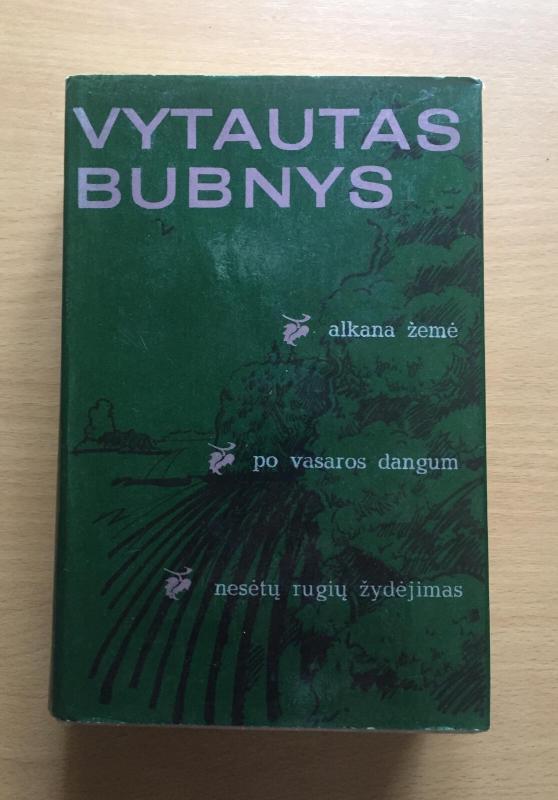 VYTAUTAS
BUBNYS
alkana žemė
po vasaros dangum
nesėtų rugių žydėjimas